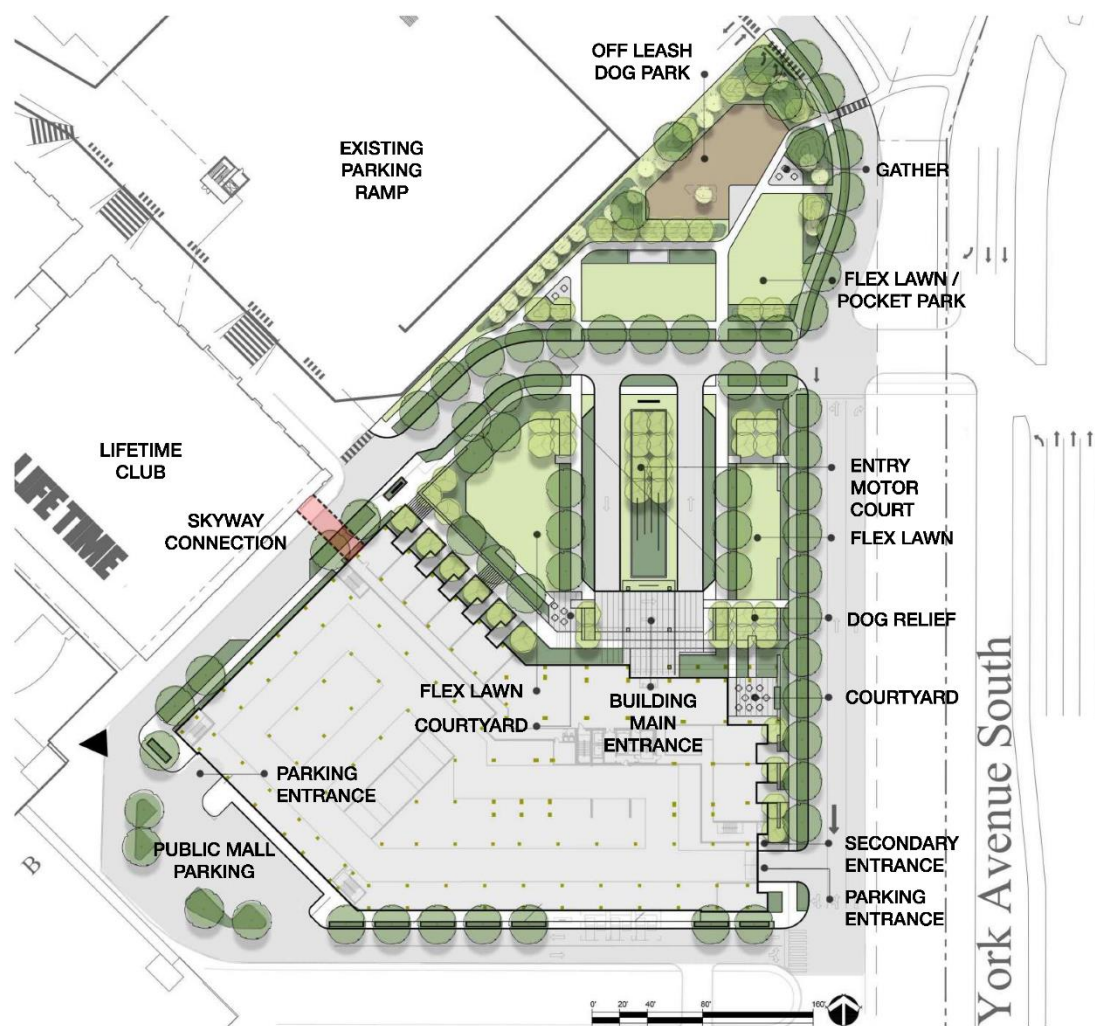 OFF LEASH
DOG PARK
EXISTING
PARKING
RAMP
GATHER
FLEX LAWN /
POCKET PARK
LIFETIME
CLUB
LIFE TIME
SKYWAY
CONNECTION
ENTRY
MOTOR
COURT
FLEX LAWN
DOG RELIEF
FLEX LAWN
COURTYARD
BUILDING
MAIN
ENTRANCE
COURTYARD
PARKING
ENTRANCE
PUBLIC MALL
PARKING
B
SECONDARY
ENTRANCE
PARKING
ENTRANCE
York Avenue South
0' 20' 40' 80' 160'